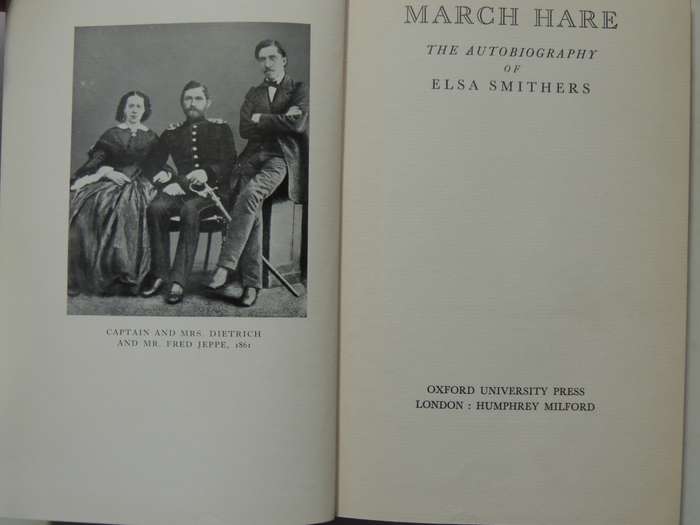 CAPTAIN AND MRS. DIETRICH
AND MR. FRED JEPPE, 1861
MARCH HARE
THE AUTOBIOGRAPHY
OF
ELSA SMITHERS
OXFORD UNIVERSITY PRESS
LONDON : HUMPHREY MILFORD